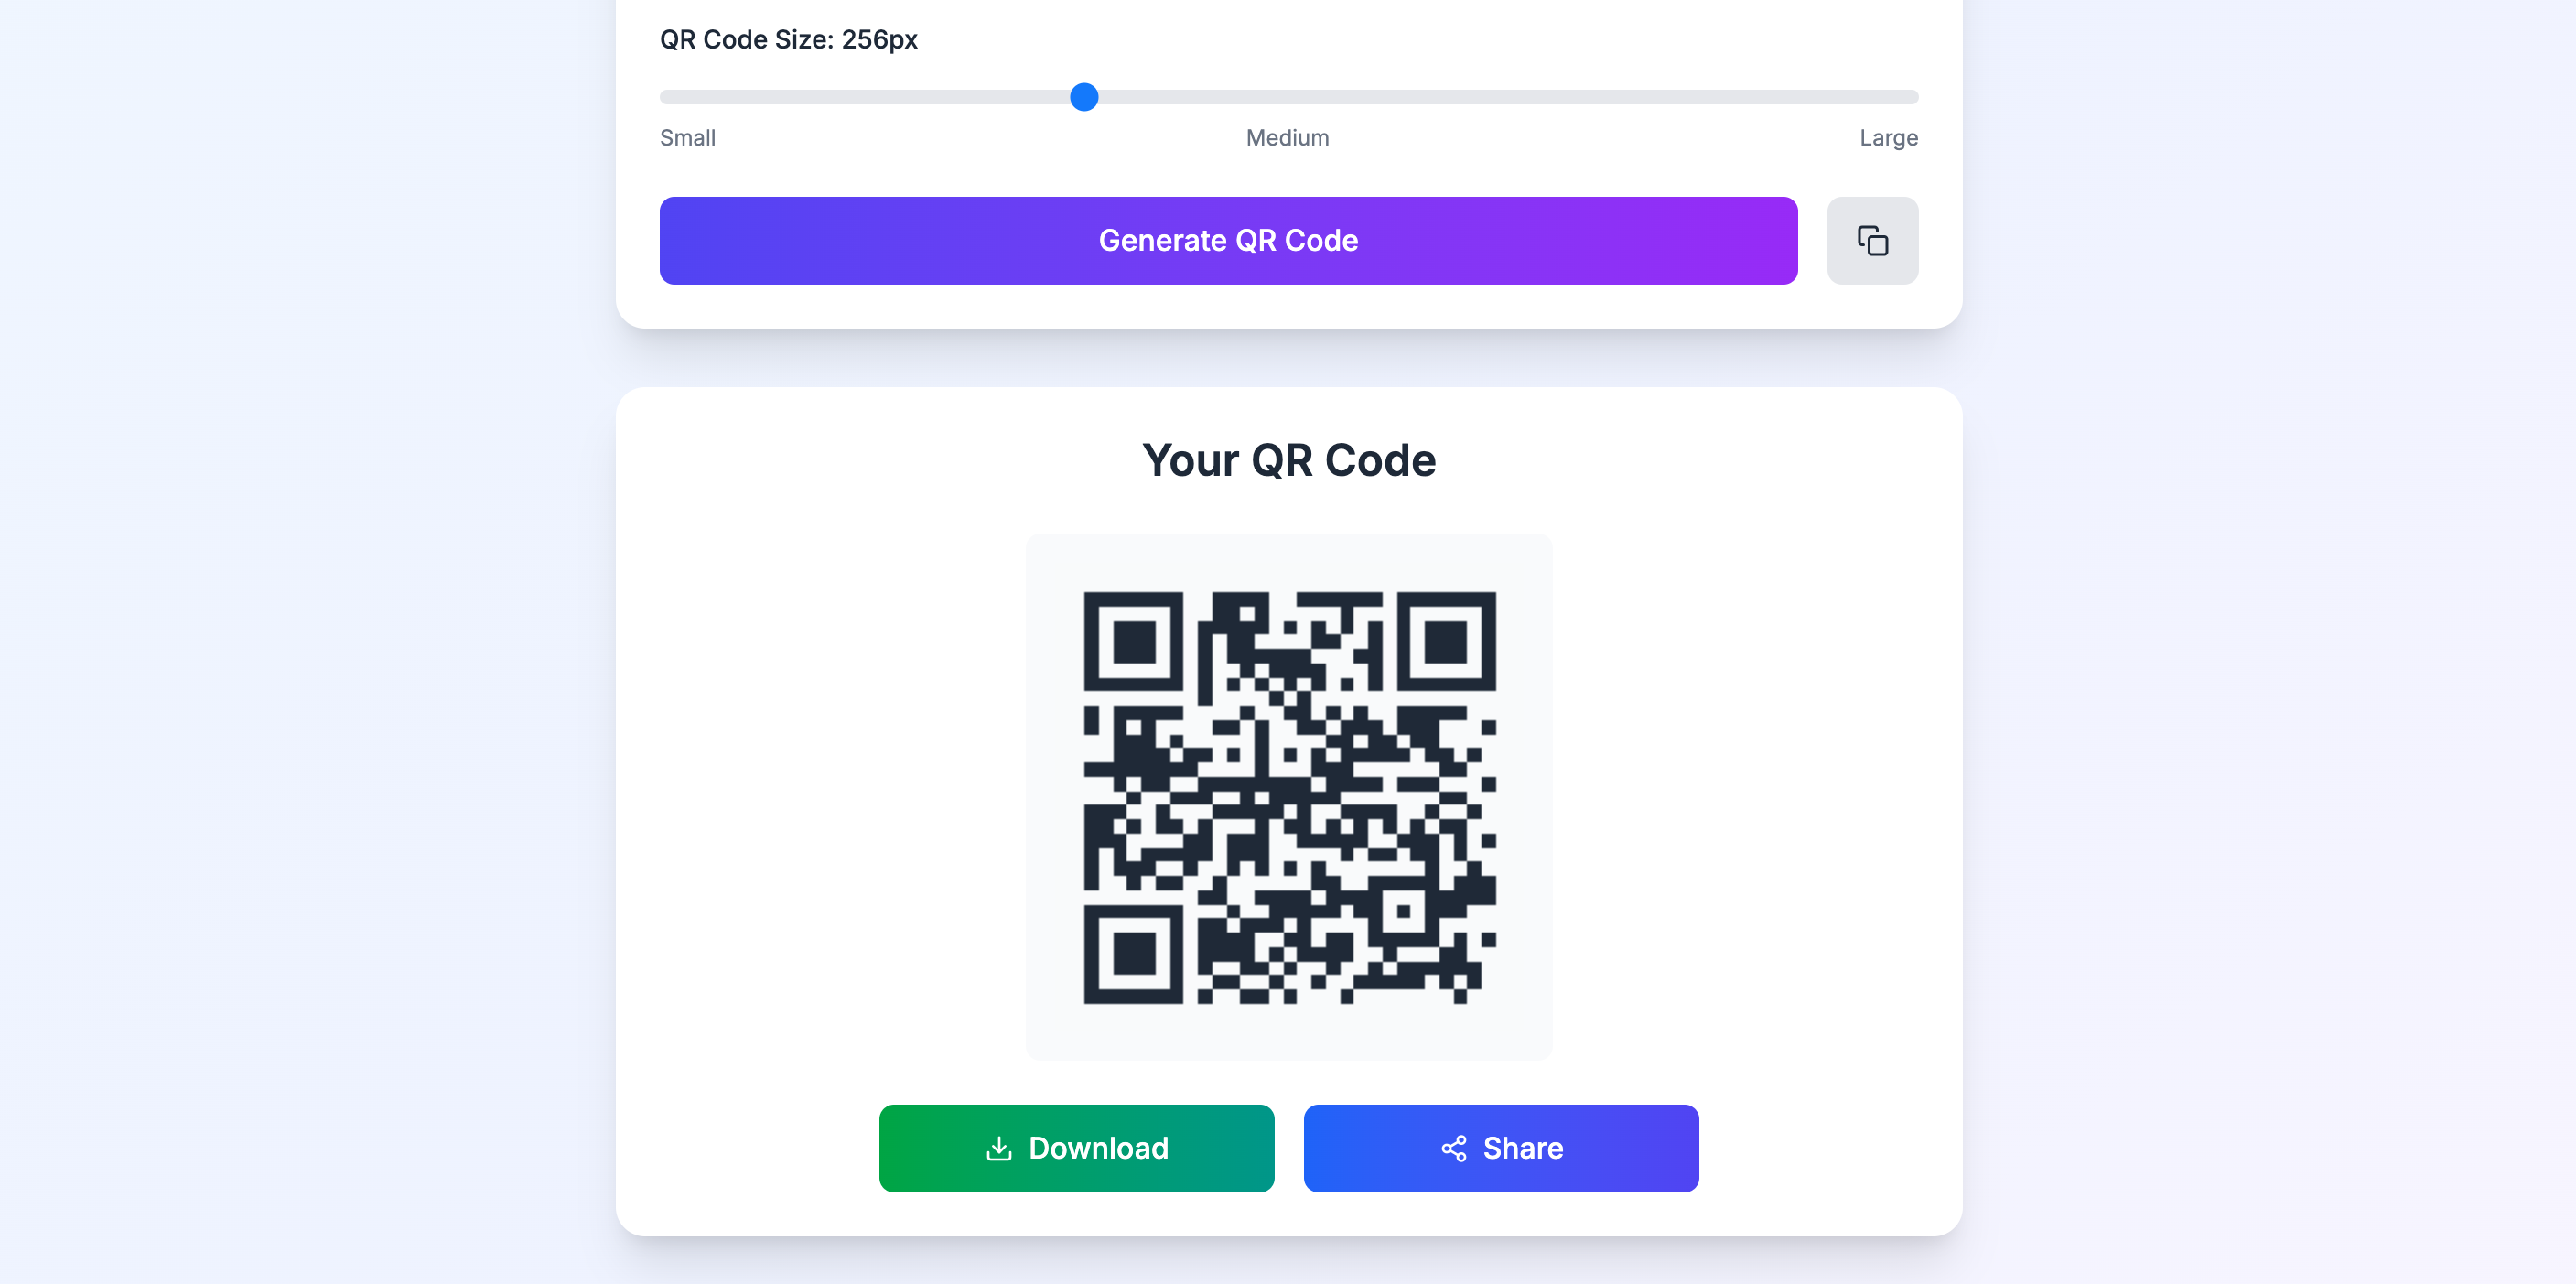 QR Code Size: 256px
Small Medium Large
Generate QR Code
Your QR Code
Download Share